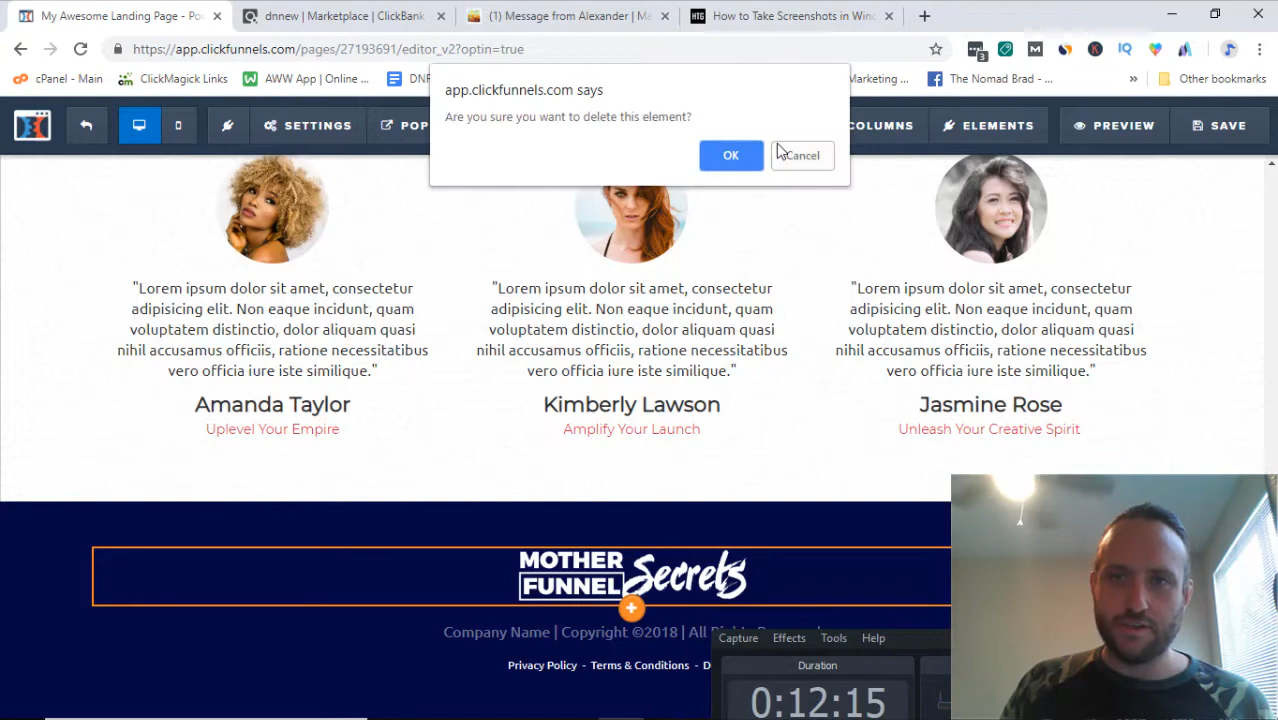 My Awesome Landing Page - Po
dnnew | Marketplace | ClickBank
(1) Message from Alexander | Ma
HTG
How to Take Screenshots in Wind
https://app.clickfunnels.com/pages/27193691/editor_v2?optin=true
3
M
K
IQ
cPanel - Main
ClickMagick Links
AWW App | Online ...
DNF
Marketing ...
The Nomad Brad - ...
Other bookmarks
app.clickfunnels.com says
Are you sure you want to delete this element?
OK
Cancel
SETTINGS
POP
COLUMNS
ELEMENTS
PREVIEW
SAVE
"Lorem ipsum dolor sit amet, consectetur
adipisicing elit. Non eaque incidunt, quam
voluptatem distinctio, dolor aliquam quasi
nihil accusamus officiis, ratione necessitatibus
vero officia iure iste similique."
Amanda Taylor
Uplevel Your Empire
"Lorem ipsum dolor sit amet, consectetur
adipisicing elit. Non eaque incidunt, quam
voluptatem distinctio, dolor aliquam quasi
nihil accusamus officiis, ratione necessitatibus
vero officia iure iste similique."
Kimberly Lawson
Amplify Your Launch
"Lorem ipsum dolor sit amet, consectetur
adipisicing elit. Non eaque incidunt, quam
voluptatem distinctio, dolor aliquam quasi
nihil accusamus officiis, ratione necessitatibus
vero officia iure iste similique."
Jasmine Rose
Unleash Your Creative Spirit
MOTHER
FUNNEL Secrets
Company Name | Copyright ©2018 | All
Privacy Policy - Terms & Conditions - D
Capture Effects Tools Help
Duration
0:12:15